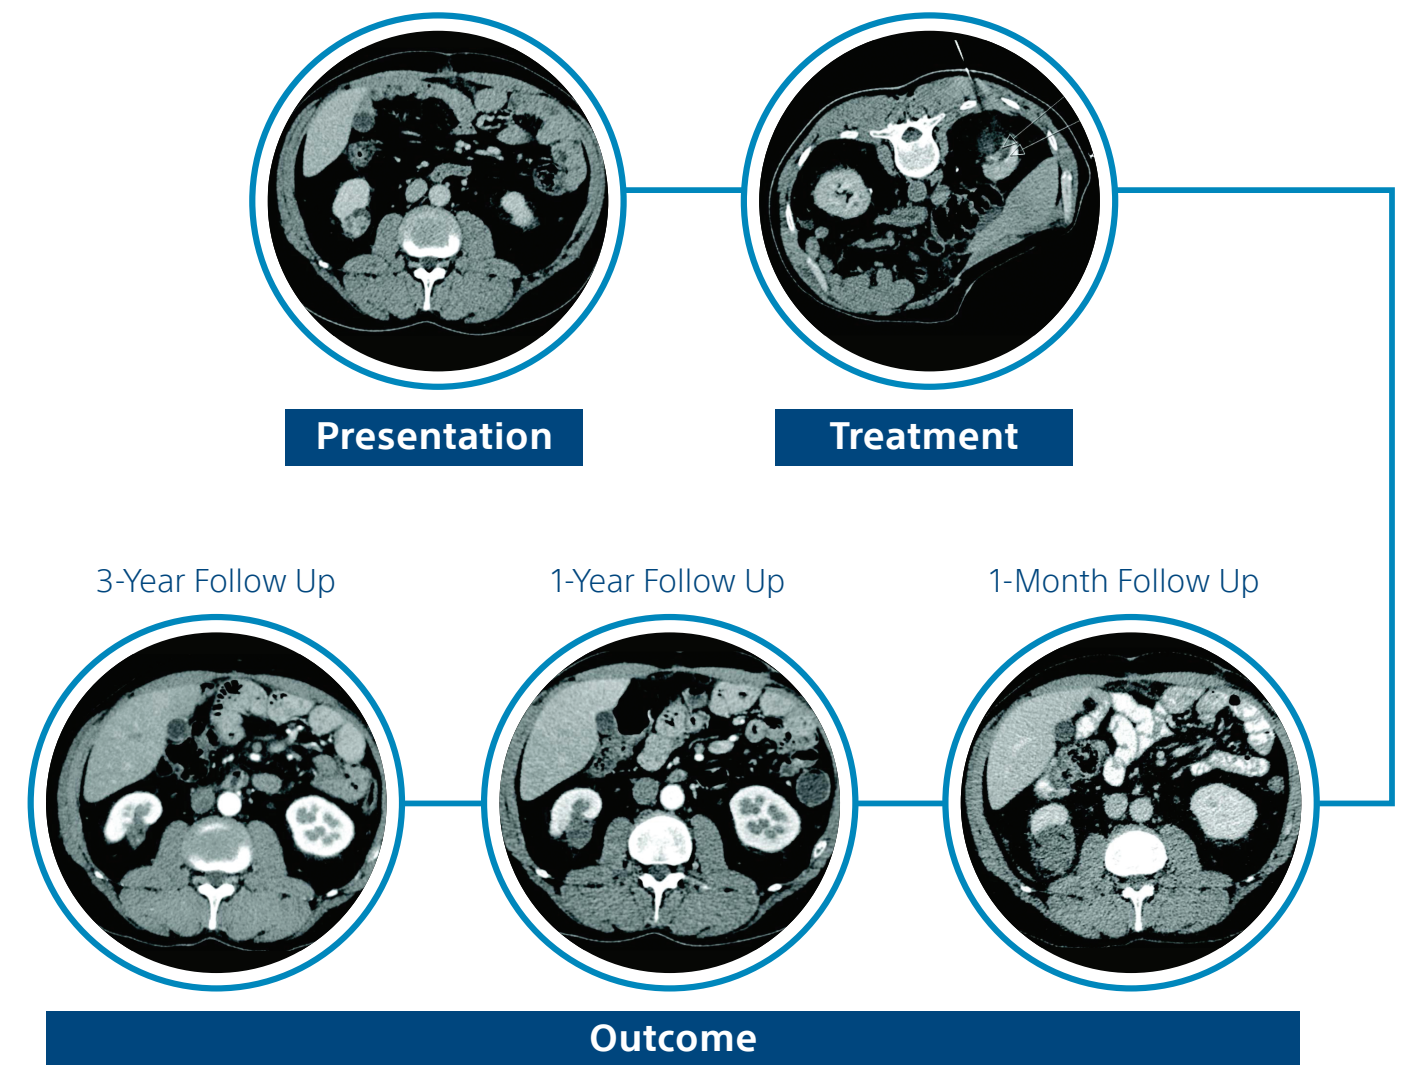 Presentation
Treatment
3-Year Follow Up
1-Year Follow Up
1-Month Follow Up
Outcome